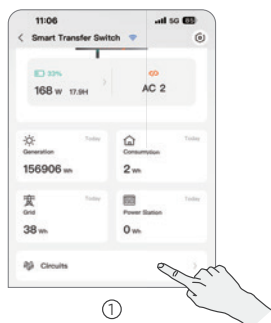 11:06 5G 65
< Smart Transfer Switch
33%
168 W 17.9H
AC 2
Today Today
Generation Consumption
156906 Wh 2 Wh
Today Today
Grid Power Station
38 Wh 0 Wh
Circuits >
①